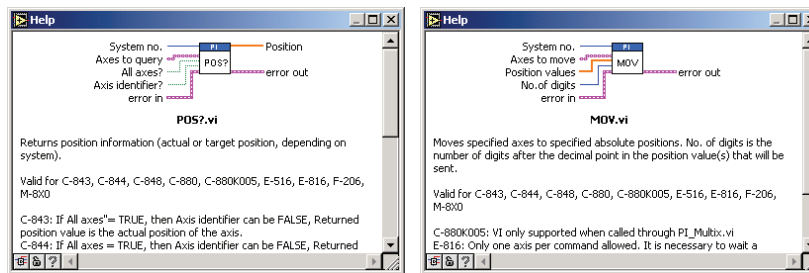 Help
System no.
PI
Position
Axes to query
POS?
All axes?
Axis identifier?
error out
error in
POS?.vi
Returns position information (actual or target position, depending on
system).
Valid for C-843, C-844, C-848, C-880, C-880K005, E-516, E-816, F-206,
M-8X0
C-843: If All axes"= TRUE, then Axis identifier can be FALSE, Returned
position value is the actual position of the axis.
C-844: If All axes = TRUE, then Axis identifier can be FALSE, Returned
?
Help
System no.
PI
Axes to move
MOV
Position values
error out
No.of digits
error in
MOV.vi
Moves specified axes to specified absolute positions. No. of digits is the
number of digits after the decimal point in the position value(s) that will be
sent.
Valid for C-843, C-844, C-848, C-880, C-880K005, E-516, E-816, F-206,
M-8X0
C-880K005: VI only supported when called through PI_Multix.vi
E-816: Only one axis per command allowed. It is necessary to wait a
?